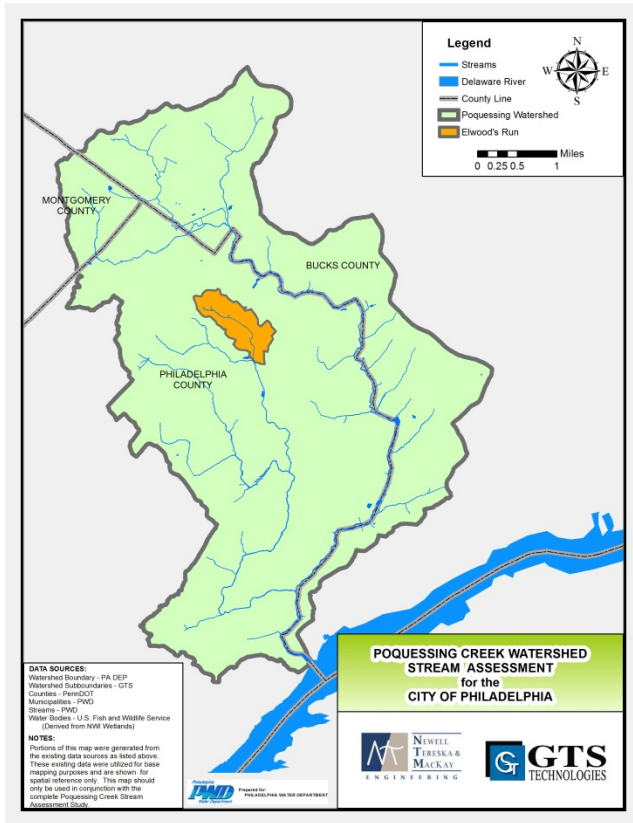 Legend
Streams
Delaware River
County Line
Poquessing Watershed
Elwood's Run
N
W E
S
Miles
0 0.25 0.5 1
MONTGOMERY
COUNTY
BUCKS COUNTY
PHILADELPHIA
COUNTY
DATA SOURCES:
Watershed Boundary - PA DEP
Watershed Subboundaries - GTS
Counties - PennDOT
Municipalities - PWD
Streams - PWD
Water Bodies - U.S. Fish and Wildlife Service
(Derived from NWI Wetlands)
NOTES:
Portions of this map were generated from
the existing data sources as listed above.
These existing data were utilized for base
mapping purposes and are shown for
spatial reference only. This map should
only be used in conjunction with the
complete Poquessing Creek Stream
Assessment Study.
Philadelphia
PWD
Water Department
Prepared for:
PHILADELPHIA WATER DEPARTMENT
POQUESSING CREEK WATERSHED
STREAM ASSESSMENT
for the
CITY OF PHILADELPHIA
NEWELL
TERESKA &
MACKAY
ENGINEERING
GTS
TECHNOLOGIES